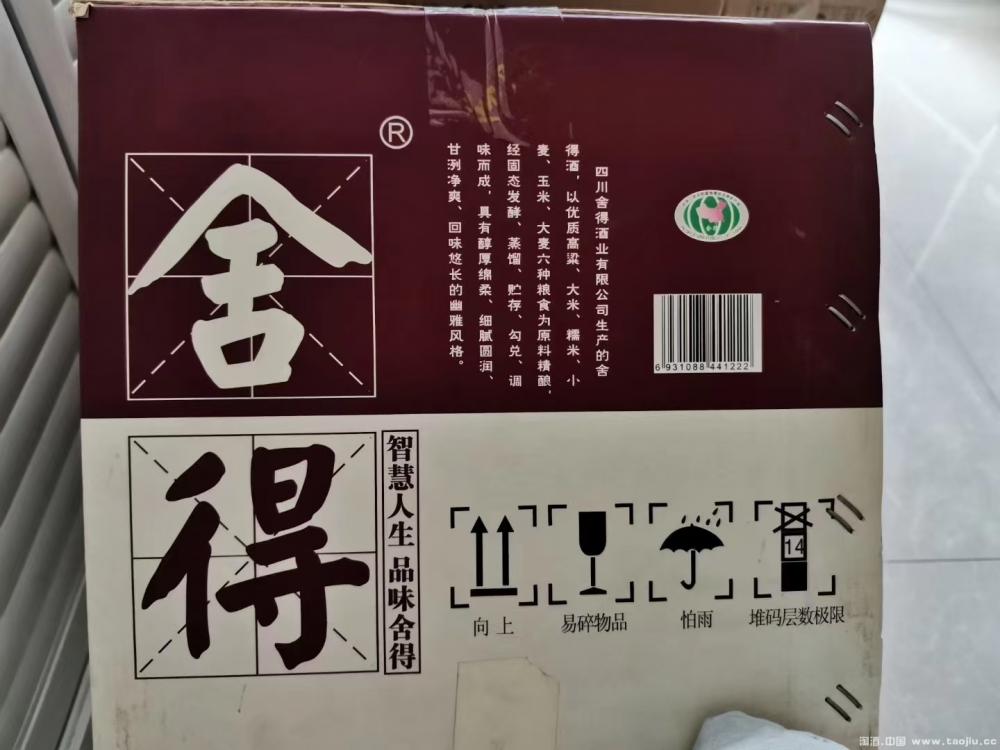 舍
得
®
智慧人生 品味舍得
四川舍得酒业有限公司生产的舍
得酒，以优质高粱、大米、糯米、小
麦、玉米、大麦六种粮食为原料精酿，
经固态发酵、蒸馏、贮存、勾兑、调
味而成，具有醇厚绵柔、细腻圆润、
甘洌净爽、回味悠长的幽雅风格。
6 931088 441222
14
向上
易碎物品
怕雨
堆码层数极限
淘酒.中国 www.taojiu.cc